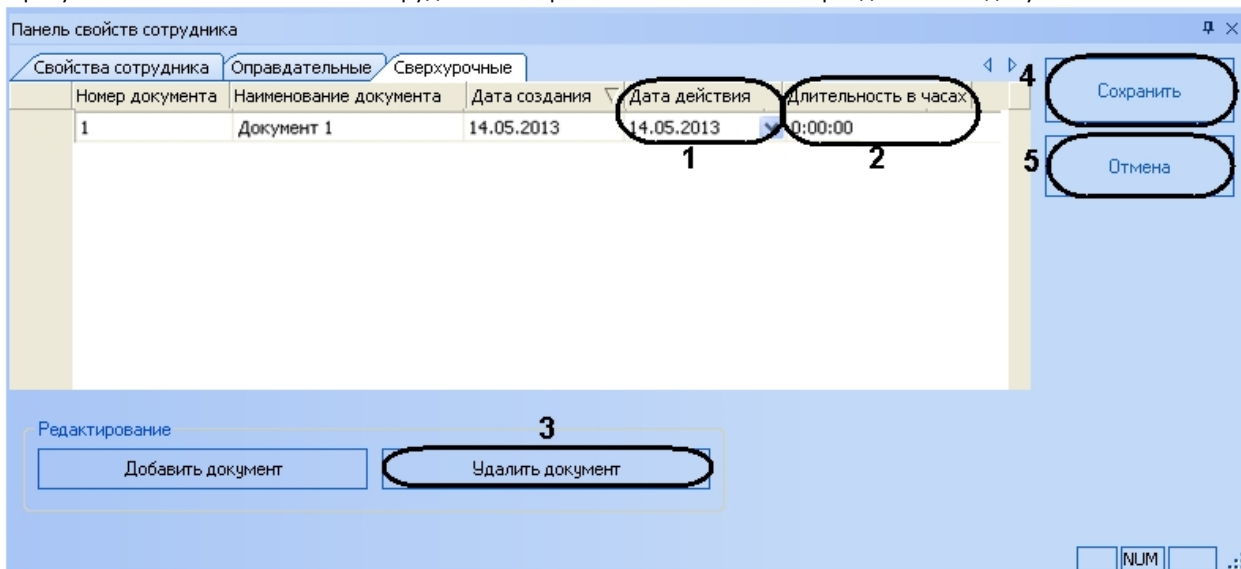 Панель свойств сотрудника
Свойства сотрудника Оправдательные Сверхурочные
4 Сохранить
Номер документа Наименование документа Дата создания Дата действия Длительность в часах
1 Документ 1 14.05.2013 14.05.2013 0:00:00
1 2 5 Отмена
Редактирование 3
Добавить документ Удалить документ
NUM